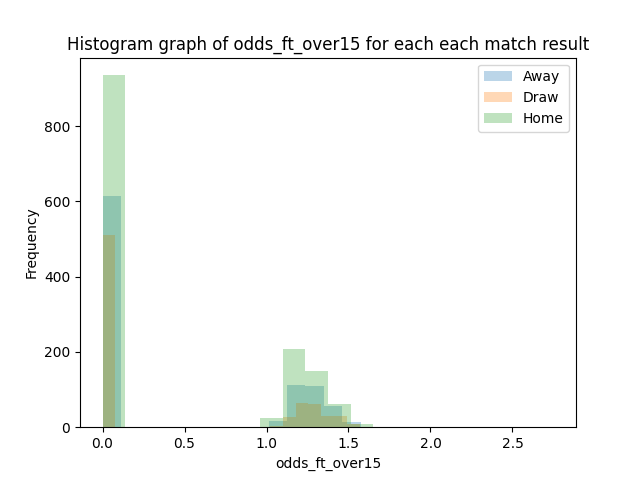 Histogram graph of odds_ft_over15 for each each match result
Away
Draw
Home
Frequency
800
600
400
200
0
0.0 0.5 1.0 1.5 2.0 2.5
odds_ft_over15